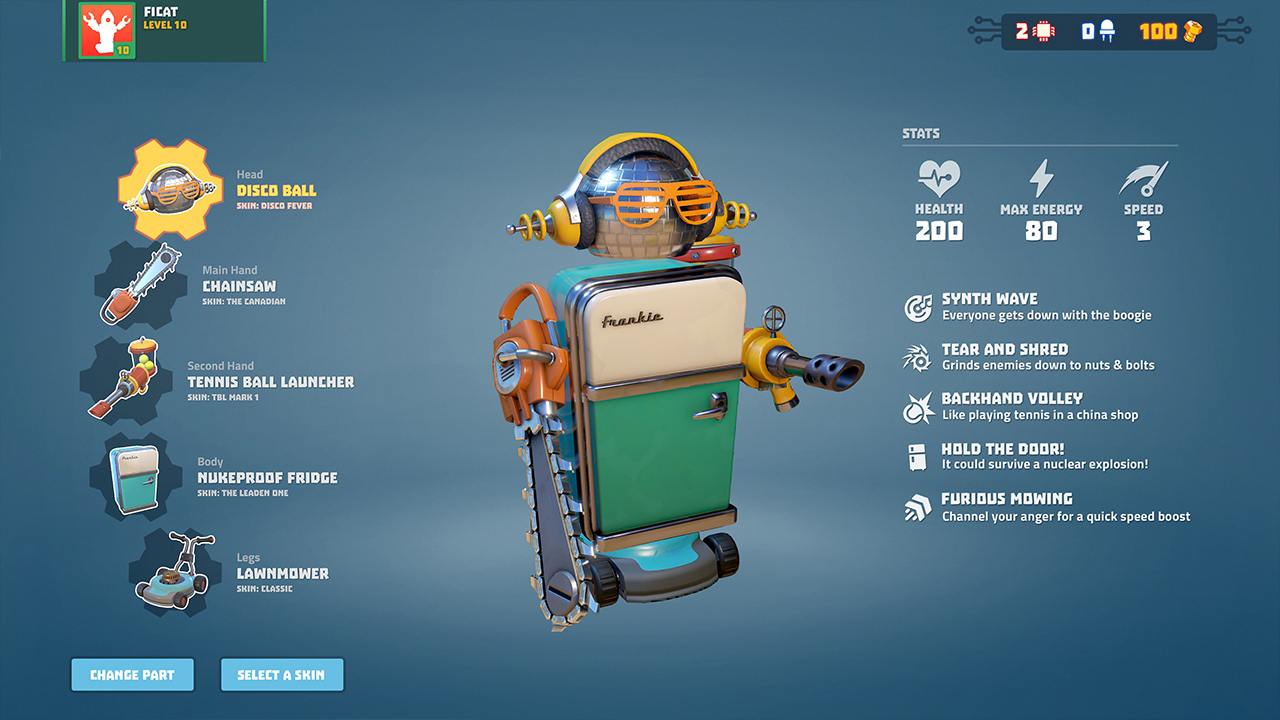 FICAT
LEVEL 10
10
2
0
100
Head
DISCO BALL
SKIN: DISCO FEVER
Main Hand
CHAINSAW
SKIN: THE CANADIAN
Second Hand
TENNIS BALL LAUNCHER
SKIN: TBL MARK 1
Body
NUKEPROOF FRIDGE
SKIN: THE LEADEN ONE
Legs
LAWNMOWER
SKIN: CLASSIC
CHANGE PART
SELECT A SKIN
Frankie
STATS
HEALTH
200
MAX ENERGY
80
SPEED
3
SYNTH WAVE
Everyone gets down with the boogie
TEAR AND SHRED
Grinds enemies down to nuts & bolts
BACKHAND VOLLEY
Like playing tennis in a china shop
HOLD THE DOOR!
It could survive a nuclear explosion!
FURIOUS MOWING
Channel your anger for a quick speed boost